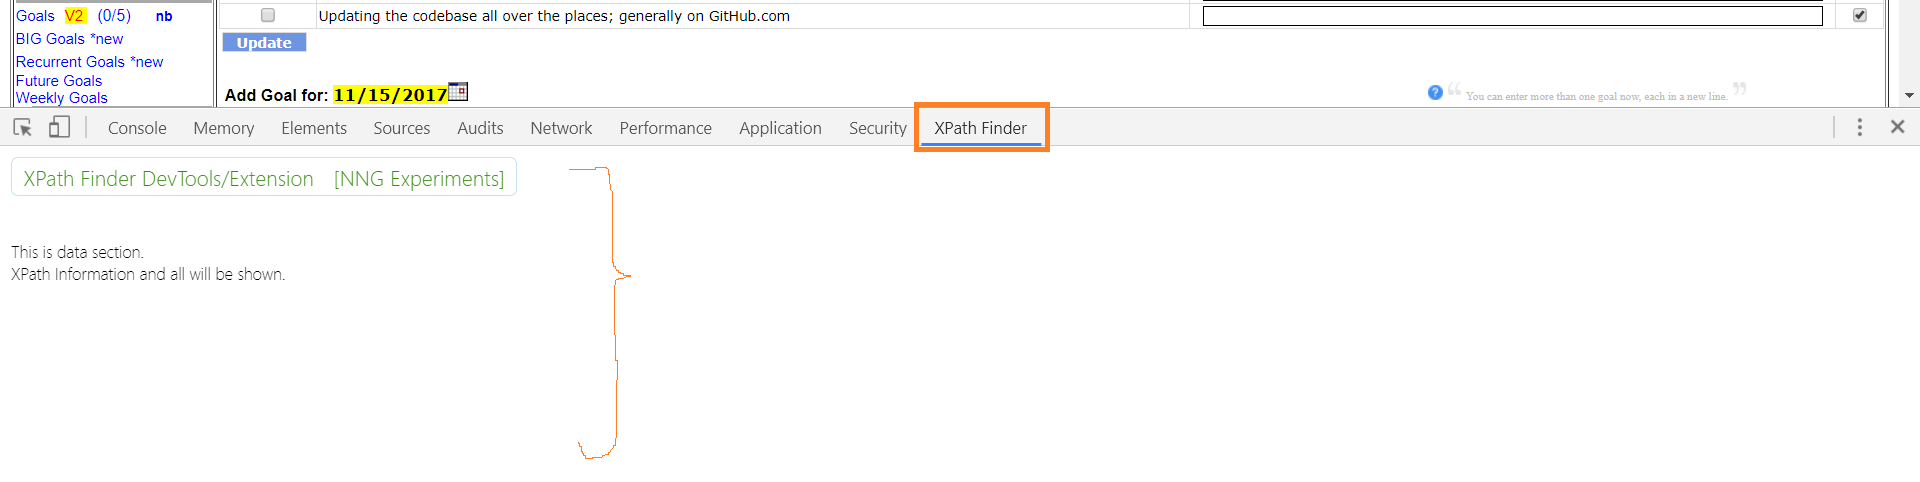 Goals V2 (0/5) nb
Updating the codebase all over the places; generally on GitHub.com
BIG Goals *new
Update
Recurrent Goals *new
Future Goals
Weekly Goals
Add Goal for: 11/15/2017
? “ You can enter more than one goal now, each in a new line. ”
Console Memory Elements Sources Audits Network Performance Application Security XPath Finder
XPath Finder DevTools/Extension [NNG Experiments]
This is data section.
XPath Information and all will be shown.